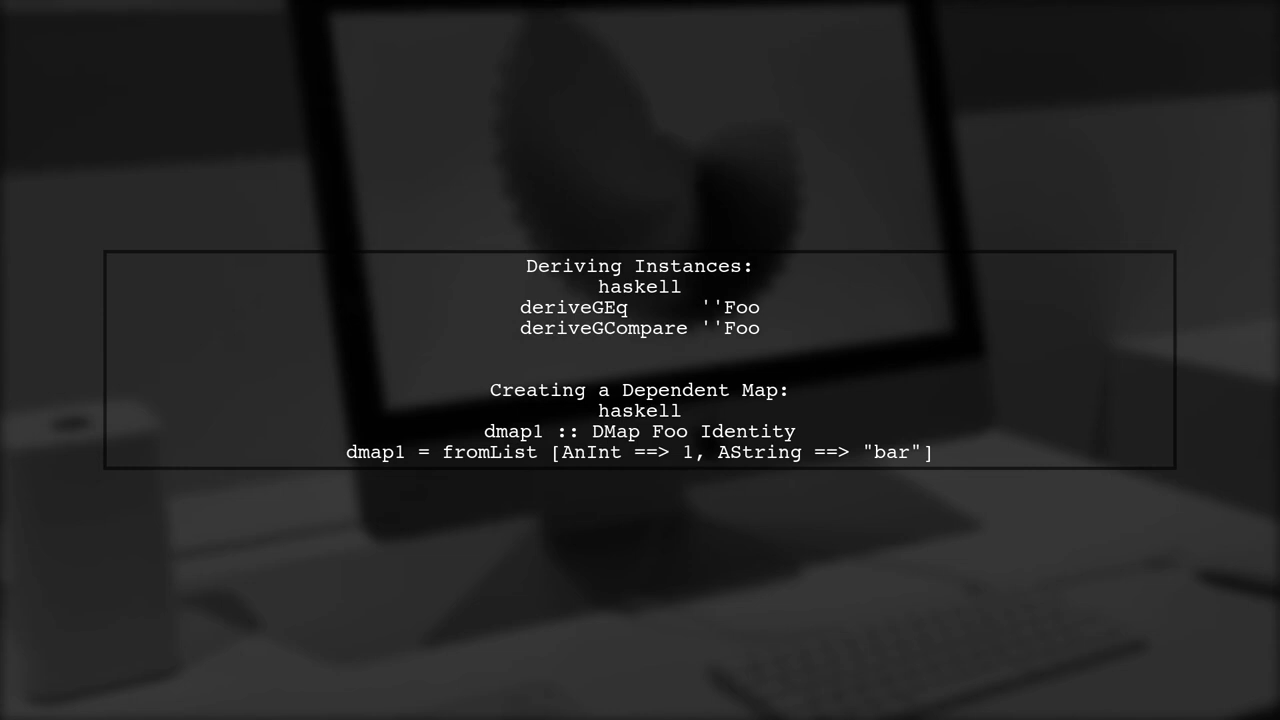 Deriving Instances:
haskell
deriveGEq      ''Foo
deriveGCompare ''Foo
Creating a Dependent Map:
haskell
dmap1 :: DMap Foo Identity
dmap1 = fromList [AnInt ==> 1, AString ==> "bar"]